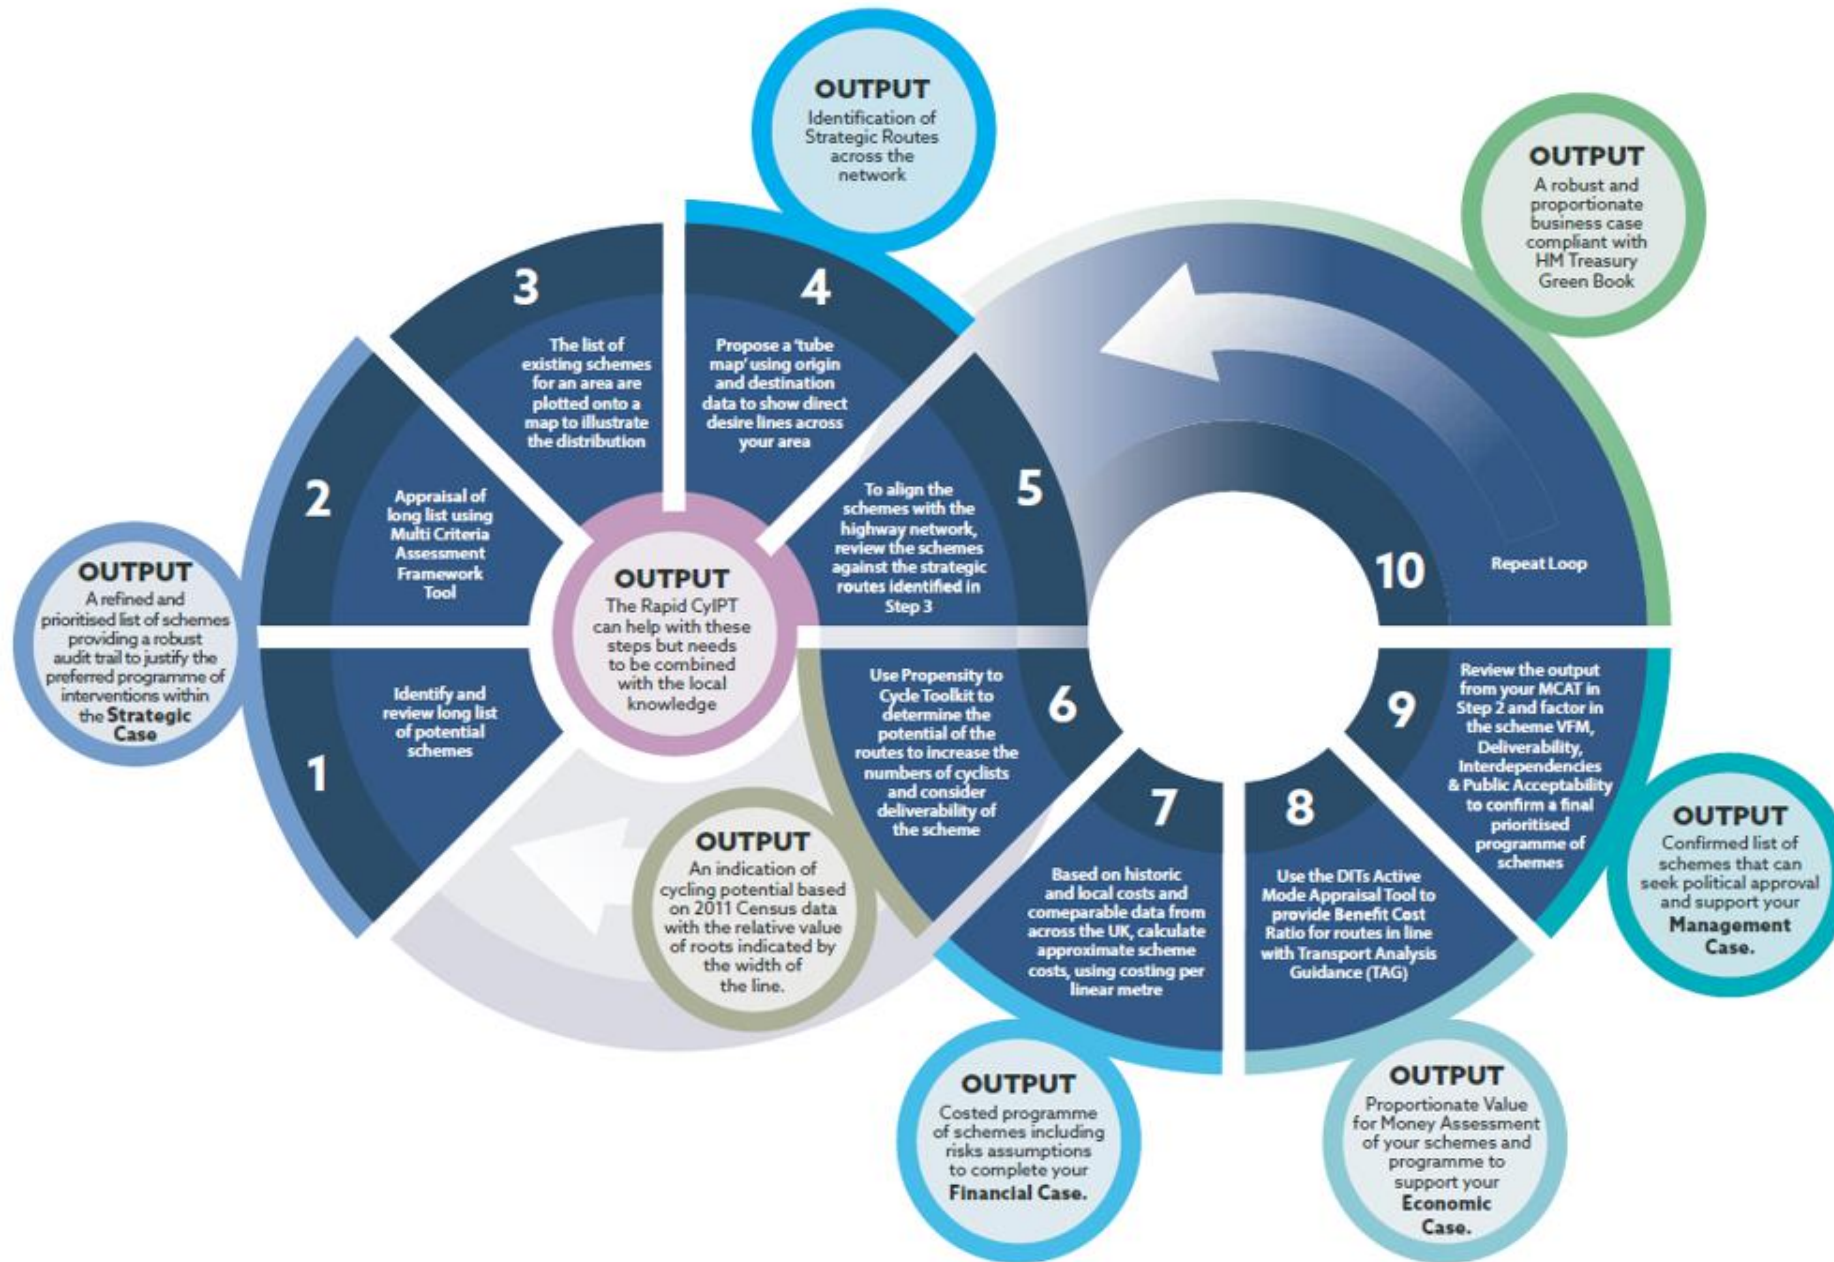 OUTPUT
Identification of
Strategic Routes
across the
network
OUTPUT
A robust and
proportionate
business case
compliant with
HM Treasury
Green Book
3
The list of
existing schemes
for an area are
plotted onto a
map to illustrate
the distribution
4
Propose a 'tube
map' using origin
and destination
data to show direct
desire lines across
your area
2
Appraisal of
long list using
Multi Criteria
Assessment
Framework
Tool
5
To align the
schemes with the
highway network,
review the schemes
against the strategic
routes identified in
Step 3
10
Repeat Loop
OUTPUT
A refined and
prioritised list of schemes
providing a robust
audit trail to justify the
preferred programme of
interventions within
the Strategic
Case
OUTPUT
The Rapid CyIPT
can help with these
steps but needs
to be combined
with the local
knowledge
1
Identify and
review long list
of potential
schemes
6
Use Propensity to
Cycle Toolkit to
determine the
potential of the
routes to increase the
numbers of cyclists
and consider
deliverability of
the scheme
9
Review the output
from your MCAT in
Step 2 and factor in
the scheme VFM,
Deliverability,
Interdependencies
& Public Acceptability
to confirm a final
prioritised
programme of
schemes
7
Based on historic
and local costs and
comeparable data from
across the UK, calculate
approximate scheme
costs, using costing per
linear metre
8
Use the DITs Active
Mode Appraisal Tool to
provide Benefit Cost
Ratio for routes in line
with Transport Analysis
Guidance (TAG)
OUTPUT
An indication of
cycling potential based
on 2011 Census data
with the relative value
of roots indicated by
the width of
the line.
OUTPUT
Confirmed list of
schemes that can
seek political approval
and support your
Management
Case.
OUTPUT
Costed programme
of schemes including
risks assumptions
to complete your
Financial Case.
OUTPUT
Proportionate Value
for Money Assessment
of your schemes and
programme to
support your
Economic
Case.